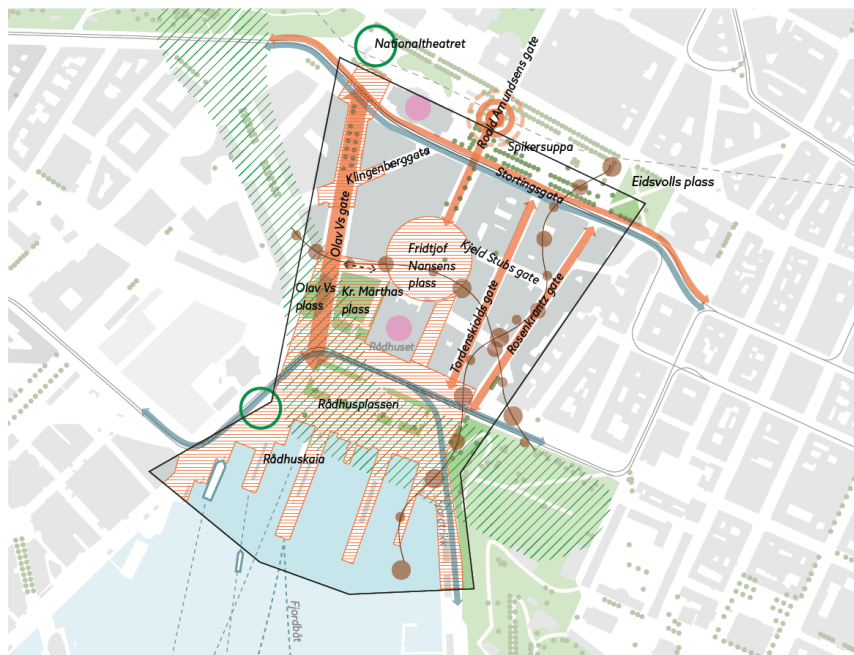 Nationaltheatret
Roald Amundsens gate
Spikersuppa
Klingenberggata
Stortingsgata
Eidsvolls plass
Olav Vs gate
Fridtjof
Nansens
plass
Kjeld Stubs gate
Olav Vs
plass
Kr. Märthas
plass
Tordenskiolds gate
Rosenkrantz gate
Rådhuset
Rådhusplassen
Rådhuskaia
Fjordbåt